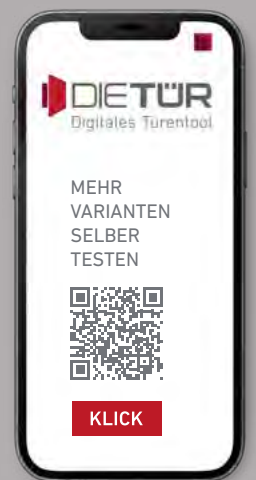 DIETÜR
Digitales Türentool
MEHR
VARIANTEN
SELBER
TESTEN
KLICK